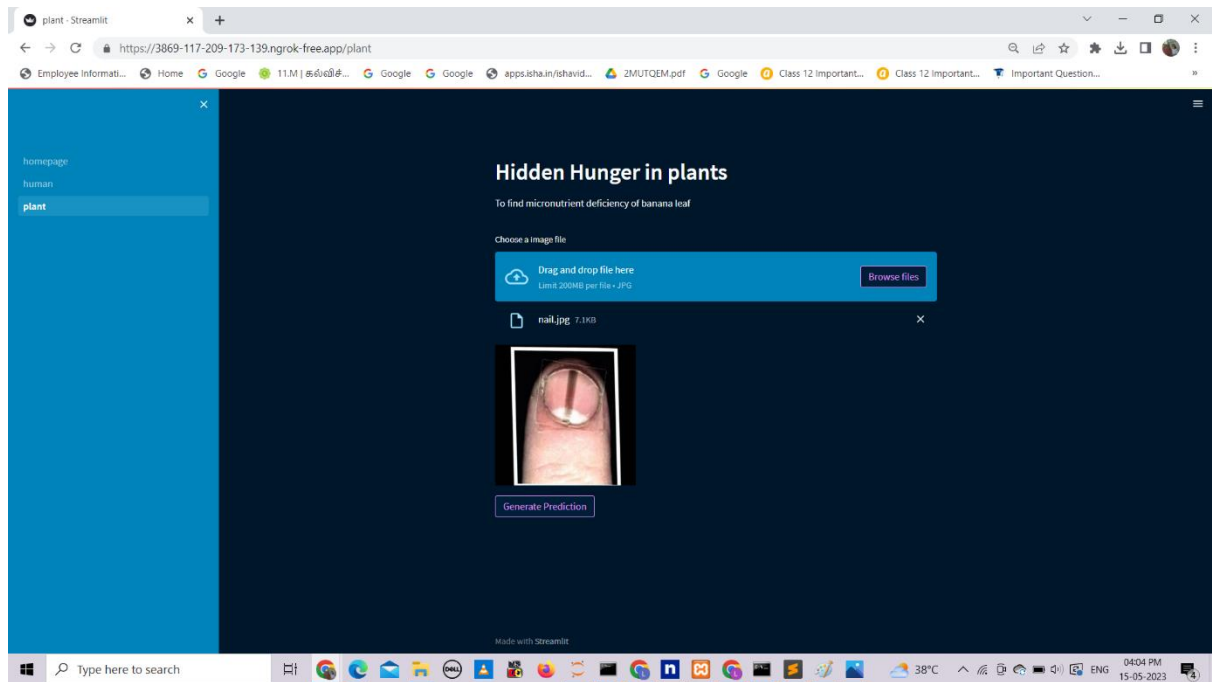 plant - Streamlit
https://3869-117-209-173-139.ngrok-free.app/plant
Employee Informati... Home Google 11.M | கல்விச்... Google Google apps.isha.in/ishavid... 2MUTQEM.pdf Google Class 12 Important... Class 12 Important... Important Question...
homepage
human
plant
Hidden Hunger in plants
To find micronutrient deficiency of banana leaf
Choose a image file
Drag and drop file here
Limit 200MB per file • JPG
Browse files
nail.jpg 7.1KB
Generate Prediction
Made with Streamlit
Type here to search
DELL
n
38°C
ENG
04:04 PM
15-05-2023
4